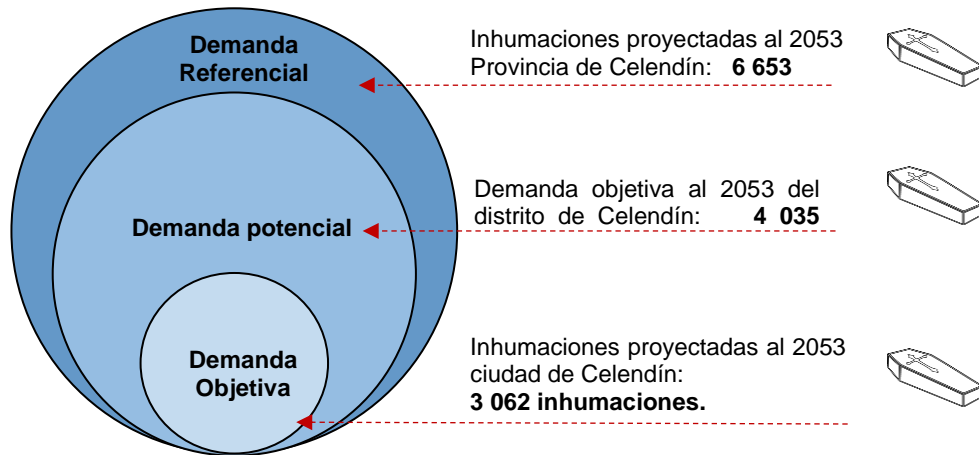 Demanda
Referencial
Inhumaciones proyectadas al 2053
Provincia de Celendín: 6 653
Demanda potencial
Demanda objetiva al 2053 del
distrito de Celendín: 4 035
Demanda
Objetiva
Inhumaciones proyectadas al 2053
ciudad de Celendín:
3 062 inhumaciones.